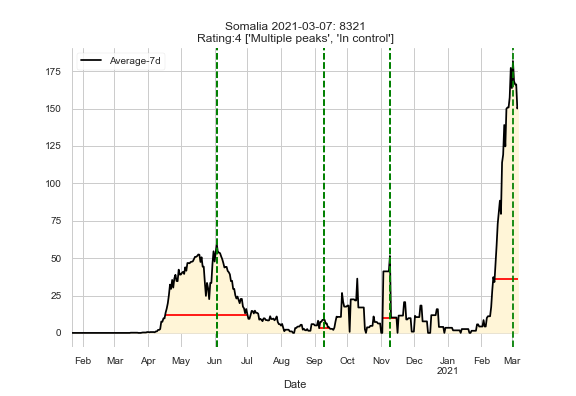 Somalia 2021-03-07: 8321
Rating:4 ['Multiple peaks', 'In control']
Average-7d
175
150
125
100
75
50
25
0
Feb Mar Apr May Jun Jul Aug Sep Oct Nov Dec Jan Feb Mar
2021
Date